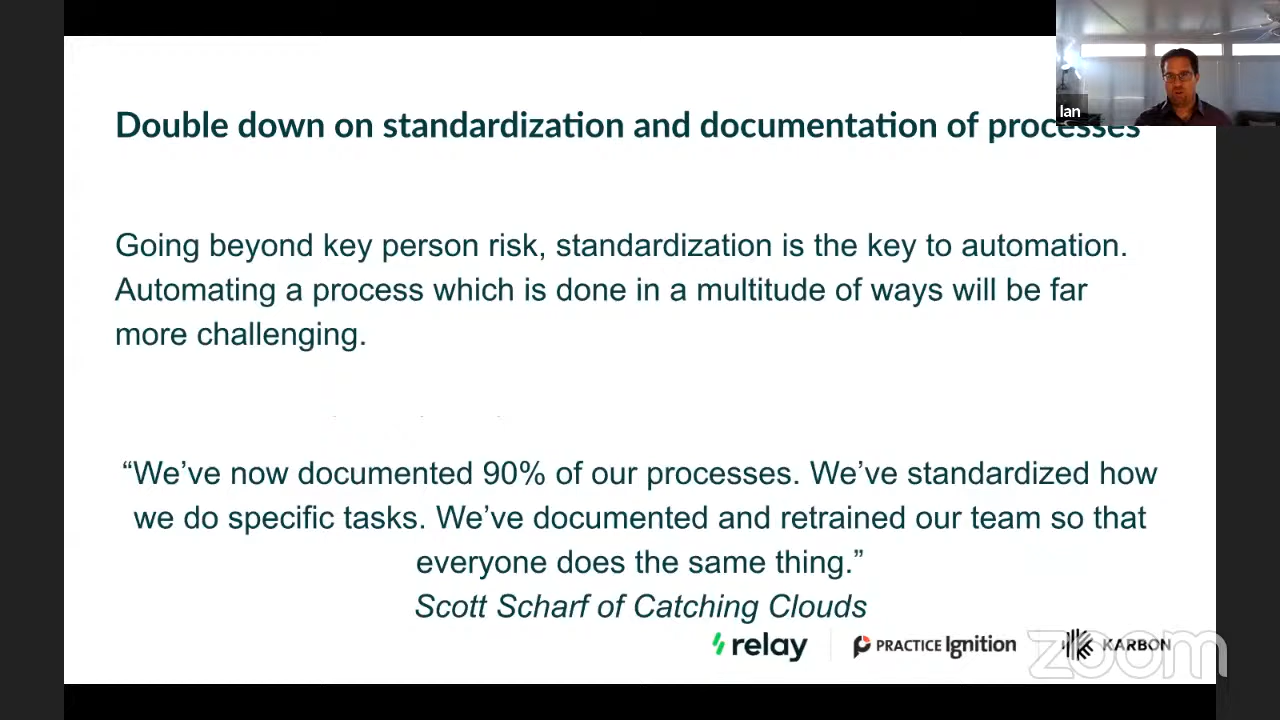 Double down on standardization and documentation of processes
Ian
Going beyond key person risk, standardization is the key to automation.
Automating a process which is done in a multitude of ways will be far
more challenging.
“We’ve now documented 90% of our processes. We’ve standardized how
we do specific tasks. We’ve documented and retrained our team so that
everyone does the same thing.”
Scott Scharf of Catching Clouds
relay PRACTICE Ignition KARBON
zoom